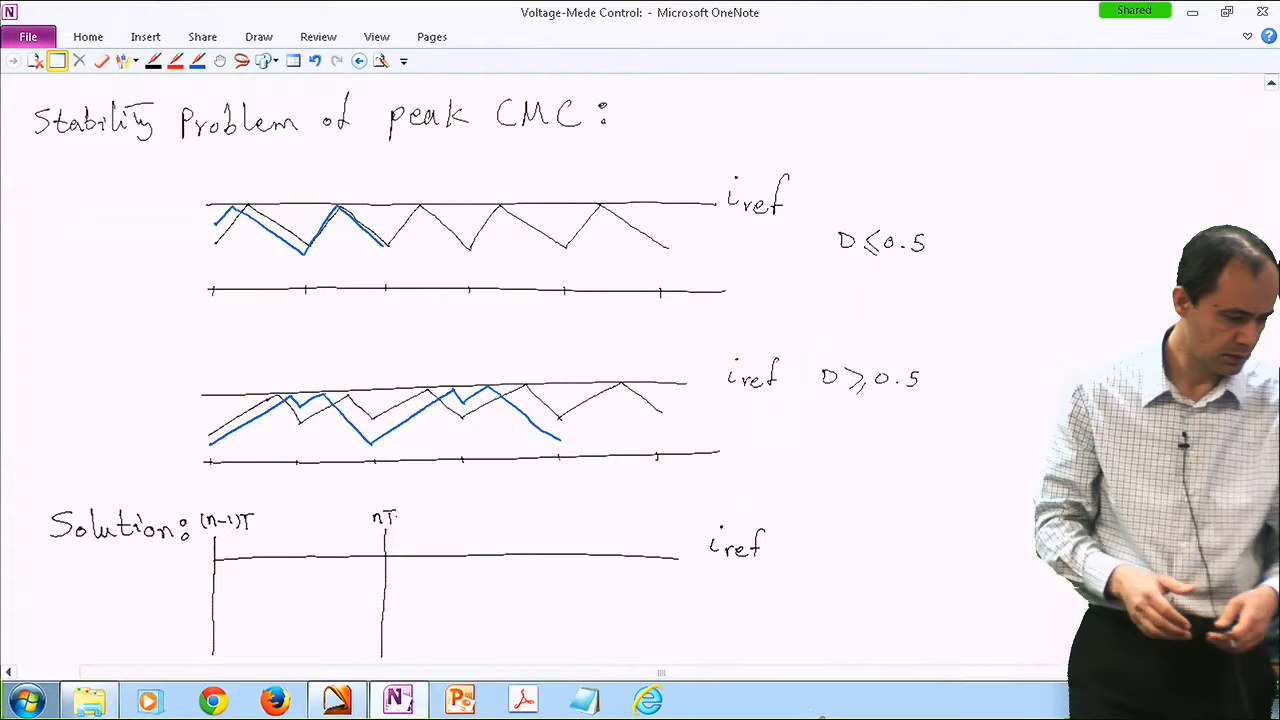 Voltage-Mede Control: - Microsoft OneNote
Shared
File Home Insert Share Draw Review View Pages
Stability Problem of peak CMC:
iref
D ⩽ 0.5
iref D ⩾ 0.5
Solution: (n-1)T nT
iref